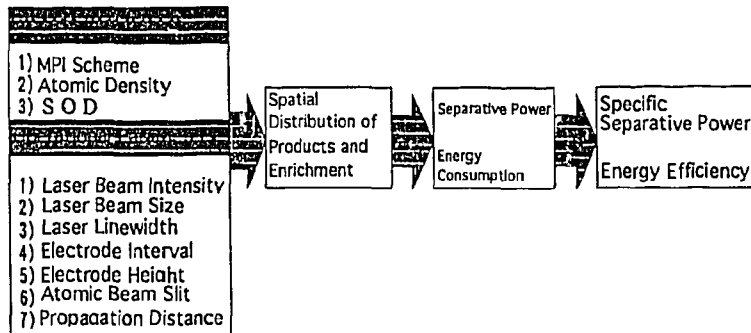 1) MPI Scheme
2) Atomic Density
3) S O D
1) Laser Beam Intensity
2) Laser Beam Size
3) Laser Linewidth
4) Electrode Interval
5) Electrode Height
6) Atomic Beam Slit
7) Propagation Distance
Spatial
Distribution of
Products and
Enrichment
Separative Power
Energy
Consumption
Specific
Separative Power
Energy Efficiency